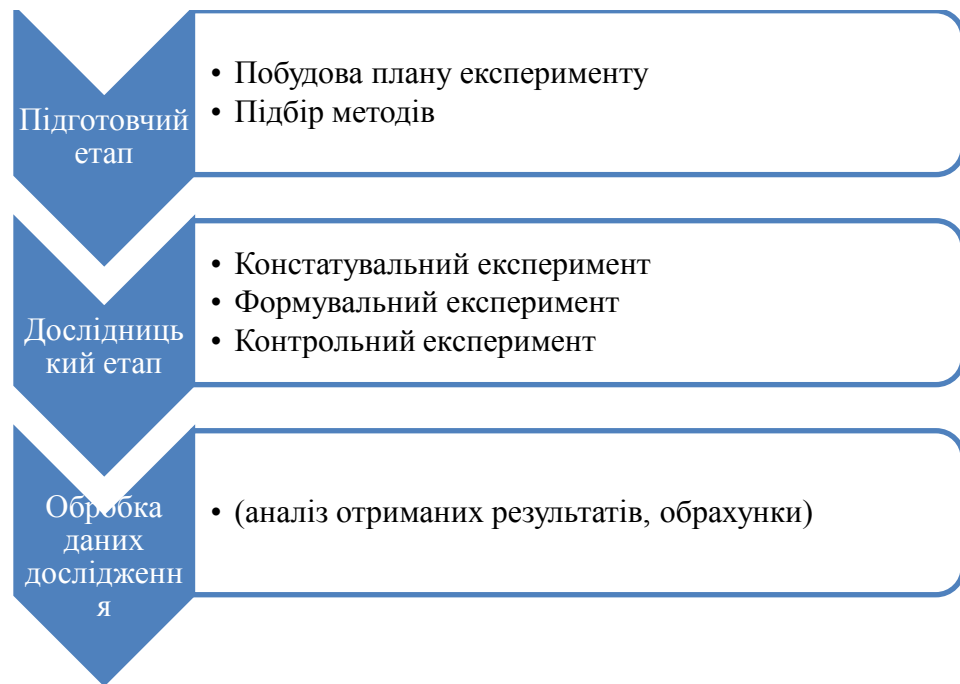 Підготовчий
етап
• Побудова плану експерименту
• Підбір методів
Дослідниць
кий етап
• Констатувальний експеримент
• Формувальний експеримент
• Контрольний експеримент
Обробка
даних
дослідженн
я
• (аналіз отриманих результатів, обрахунки)